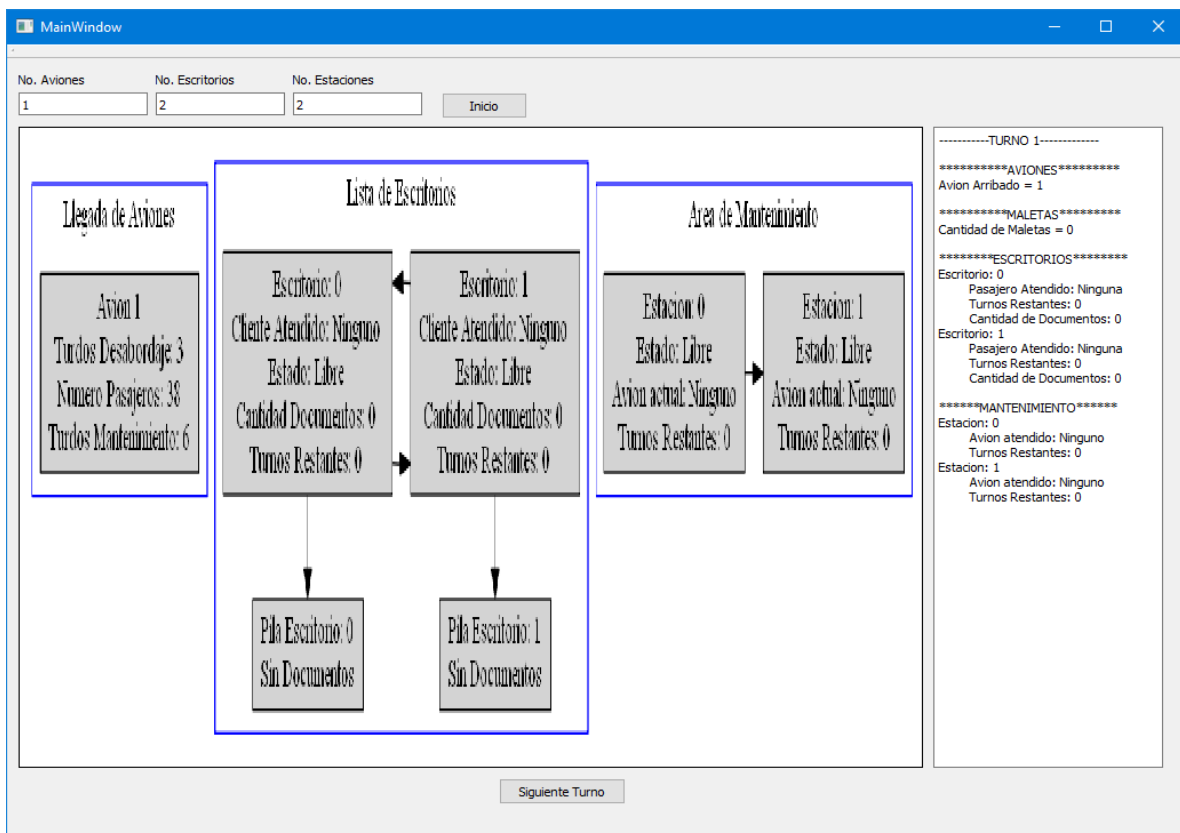 MainWindow
No. Aviones
No. Escritorios
No. Estaciones
1
2
2
Inicio
Llegada de Aviones
Avion 1
Turdos Desabordaje: 3
Numero Pasajeros: 38
Turdos Mantenimiento: 6
Lista de Escritorios
Escritorio: 0
Cliente Atendido: Ninguno
Estado: Libre
Cantidad Documentos: 0
Turnos Restantes: 0
Escritorio: 1
Cliente Atendido: Ninguno
Estado: Libre
Cantidad Documentos: 0
Turnos Restantes: 0
Pila Escritorio: 0
Sin Documentos
Pila Escritorio: 1
Sin Documentos
Area de Mantenimiento
Estacion: 0
Estado: Libre
Avion actual: Ninguno
Turnos Restantes: 0
Estacion: 1
Estado: Libre
Avion actual: Ninguno
Turnos Restantes: 0
-----------TURNO 1-------------
**********AVIONES*********
Avion Arribado = 1
**********MALETAS*********
Cantidad de Maletas = 0
********ESCRITORIOS********
Escritorio: 0
Pasajero Atendido: Ninguna
Turnos Restantes: 0
Cantidad de Documentos: 0
Escritorio: 1
Pasajero Atendido: Ninguna
Turnos Restantes: 0
Cantidad de Documentos: 0
******MANTENIMIENTO******
Estacion: 0
Avion atendido: Ninguno
Turnos Restantes: 0
Estacion: 1
Avion atendido: Ninguno
Turnos Restantes: 0
Siguiente Turno